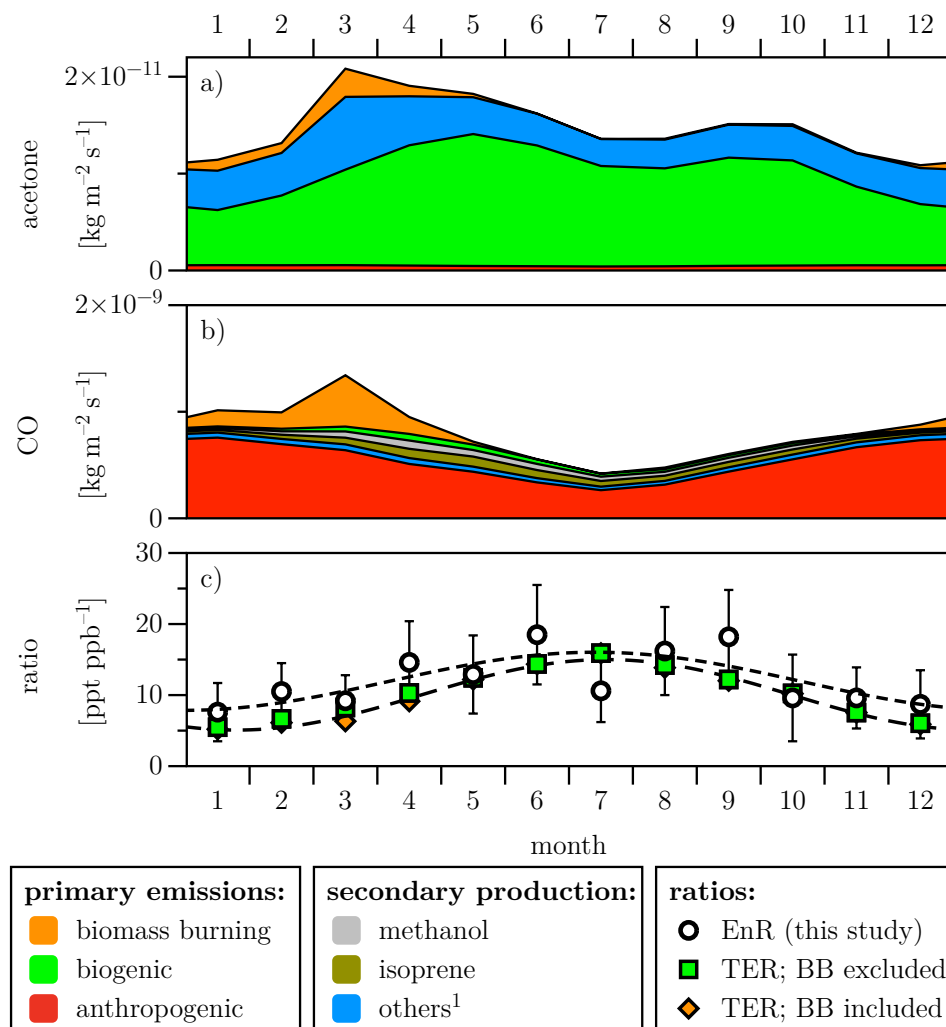 1 2 3 4 5 6 7 8 9 10 11 12
a)
2×10⁻¹¹
0
acetone
[kg m⁻² s⁻¹]
b)
2×10⁻⁹
0
CO
[kg m⁻² s⁻¹]
c)
30
20
10
0
ratio
[ppt ppb⁻¹]
1 2 3 4 5 6 7 8 9 10 11 12
month
primary emissions:
biomass burning
biogenic
anthropogenic
secondary production:
methanol
isoprene
others¹
ratios:
EnR (this study)
TER; BB excluded
TER; BB included